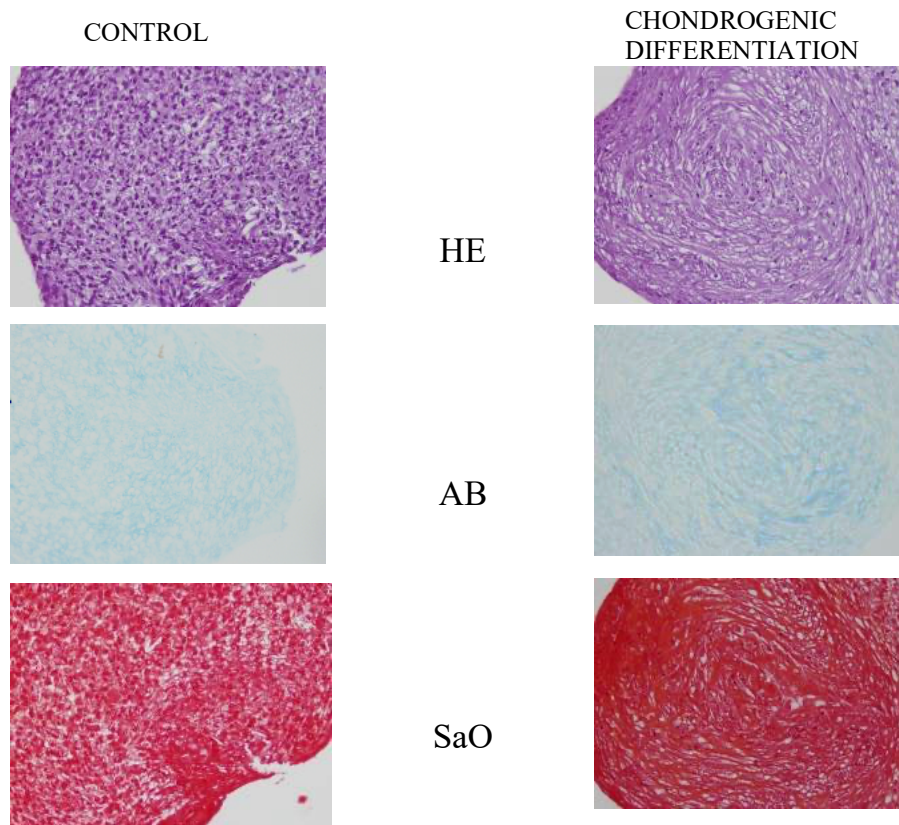 CONTROL
CHONDROGENIC
DIFFERENTIATION
HE
AB
SaO